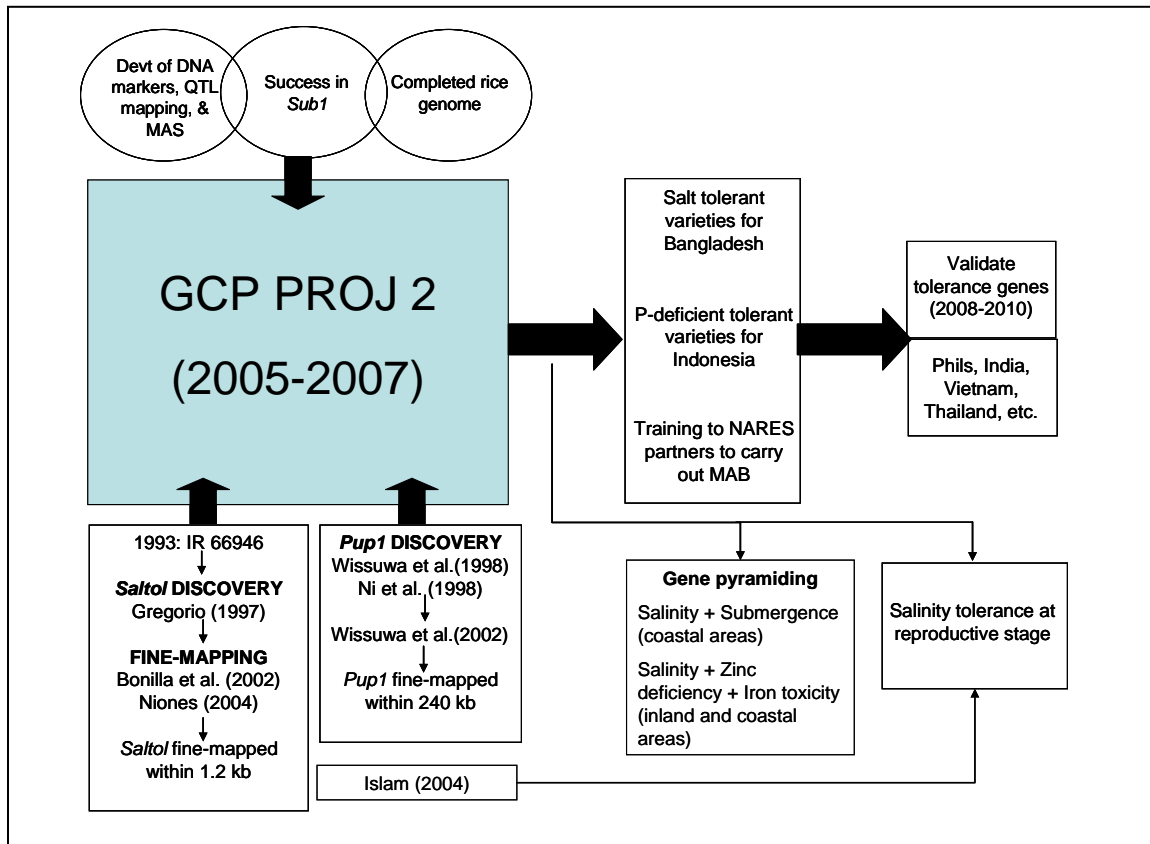 Devt of DNA
markers, QTL
mapping, &
MAS
Success in
Sub1
Completed rice
genome
GCP PROJ 2
(2005-2007)
Salt tolerant
varieties for
Bangladesh
P-deficient tolerant
varieties for
Indonesia
Training to NARES
partners to carry
out MAB
Validate
tolerance genes
(2008-2010)
Phils, India,
Vietnam,
Thailand, etc.
1993: IR 66946
Saltol DISCOVERY
Gregorio (1997)
FINE-MAPPING
Bonilla et al. (2002)
Niones (2004)
Saltol fine-mapped
within 1.2 kb
Pup1 DISCOVERY
Wissuwa et al.(1998)
Ni et al. (1998)
Wissuwa et al.(2002)
Pup1 fine-mapped
within 240 kb
Islam (2004)
Gene pyramiding
Salinity + Submergence
(coastal areas)
Salinity + Zinc
deficiency + Iron toxicity
(inland and coastal
areas)
Salinity tolerance at
reproductive stage